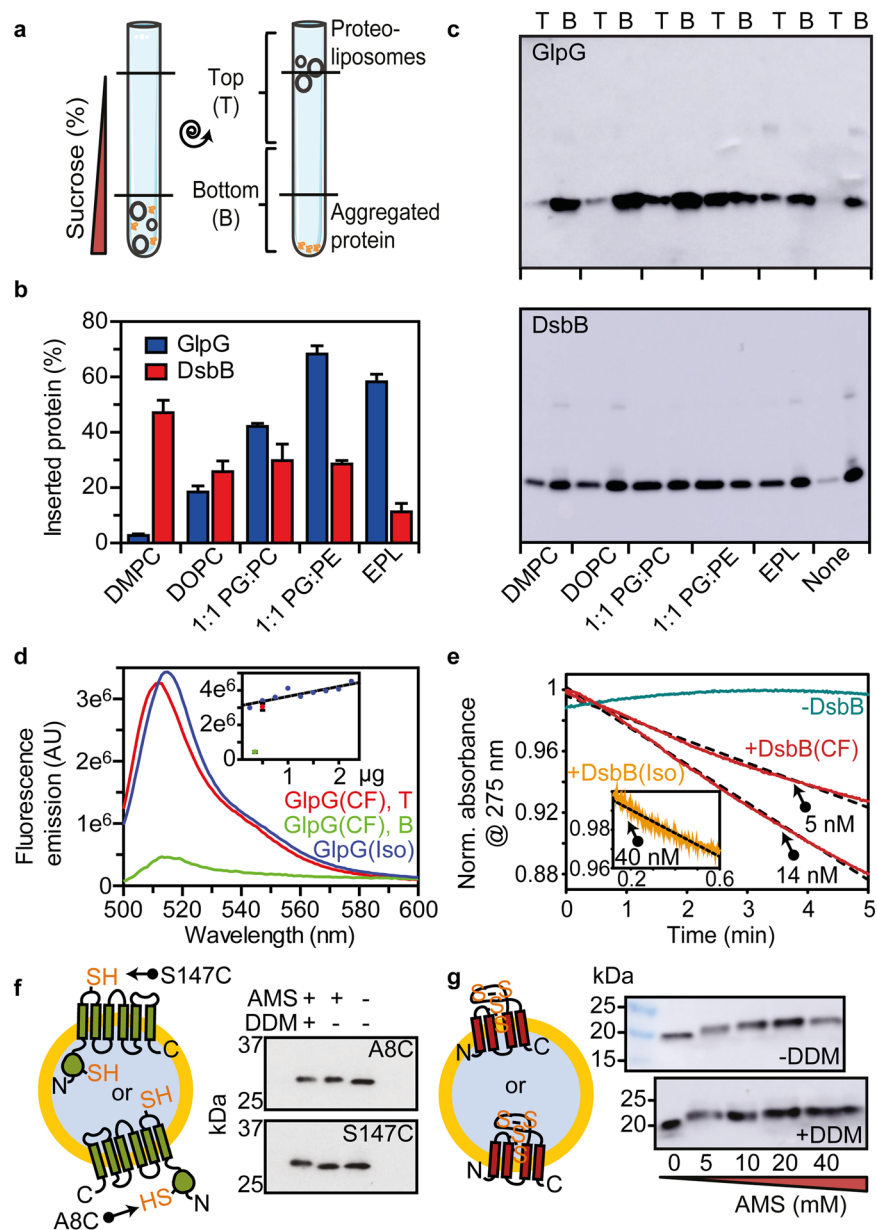 a
Sucrose (%)
Top
(T)
Bottom
(B)
Proteo-
liposomes
Aggregated
protein
b
Inserted protein (%)
80
60
40
20
0
GlpG
DsbB
DMPC
DOPC
1:1 PG:PC
1:1 PG:PE
EPL
c
T B T B T B T B T B T B
GlpG
DsbB
DMPC
DOPC
1:1 PG:PC
1:1 PG:PE
EPL
None
d
Fluorescence
emission (AU)
3e⁶
2e⁶
1e⁶
0
500 520 540 560 580 600
Wavelength (nm)
4e⁶
2e⁶
0
1 2 µg
GlpG(CF), T
GlpG(CF), B
GlpG(Iso)
e
Norm. absorbance
@ 275 nm
1
0.96
0.92
0.88
0 1 2 3 4 5
Time (min)
-DsbB
+DsbB(CF)
+DsbB(Iso)
5 nM
14 nM
0.98
0.96
40 nM
0.2 0.6
f
SH
S147C
C
N
SH
or
SH
C
N
A8C
HS
AMS + + -
DDM + - -
37
25
A8C
kDa
37
25
S147C
g
S-S
S
S
N
C
or
S-S
S
S
N
C
kDa
25
20
15
-DDM
25
20
+DDM
0 5 10 20 40
AMS (mM)